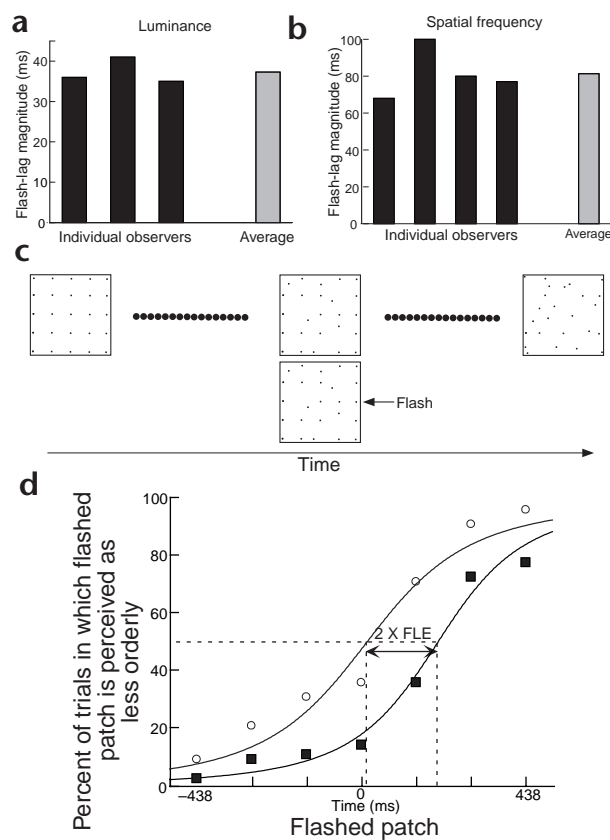 a
Luminance
Flash-lag magnitude (ms)
40
30
20
10
0
Individual observers
Average
b
Spatial frequency
Flash-lag magnitude (ms)
100
80
60
40
20
0
Individual observers
Average
c
Flash
Time
d
Percent of trials in which flashed
patch is perceived as
less orderly
100
80
60
40
20
0
2 X FLE
–438
0
438
Time (ms)
Flashed patch